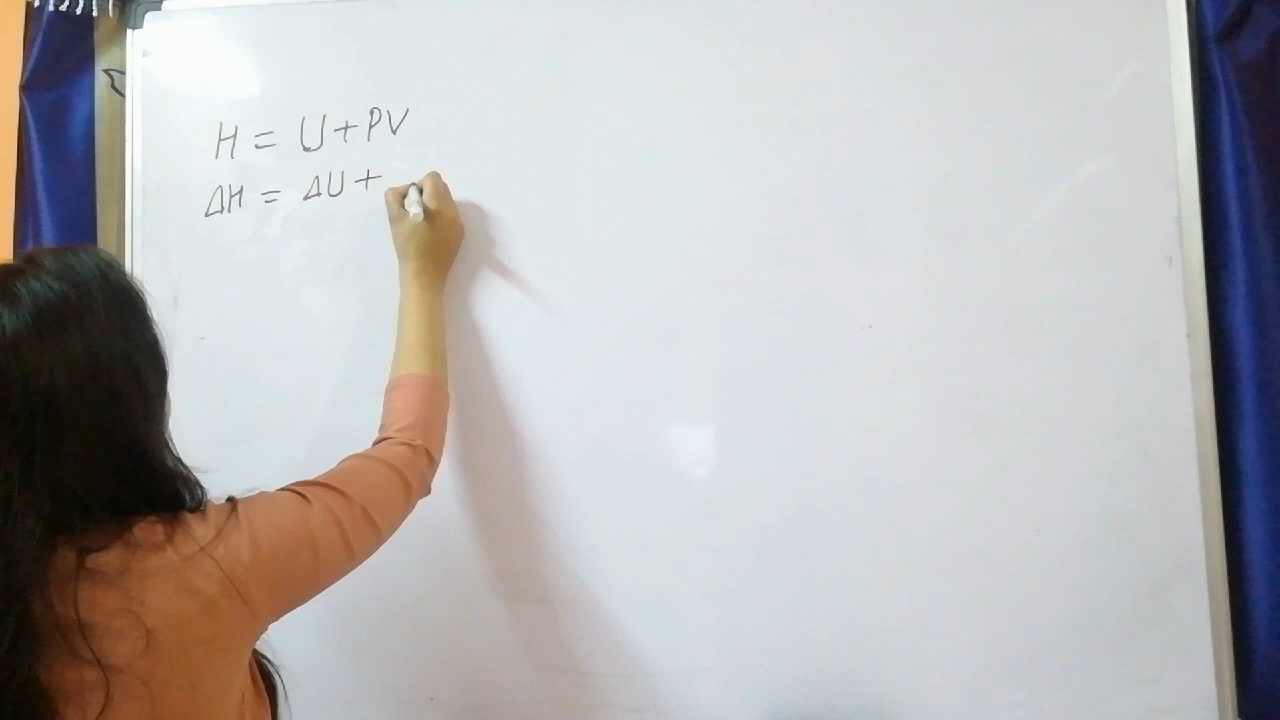 H = U + PV
ΔH = ΔU +